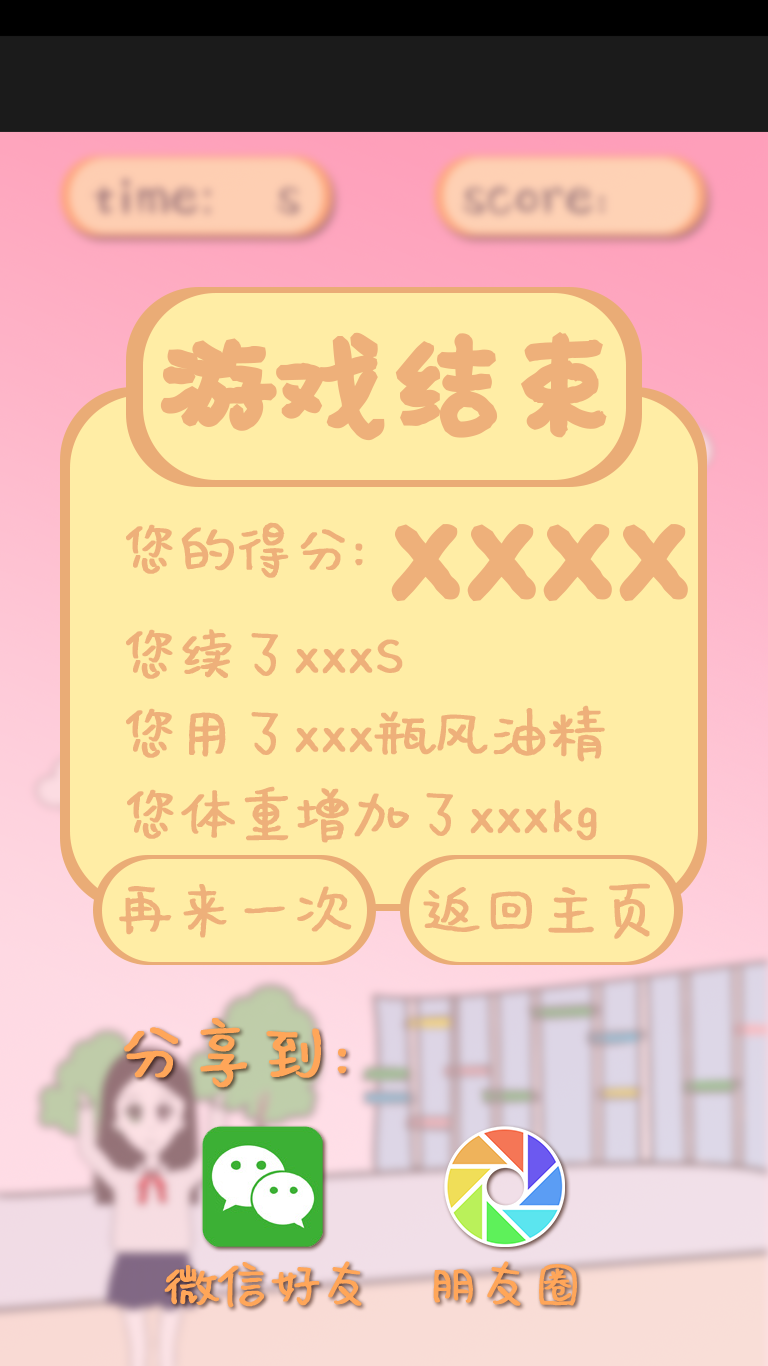 time: s score:
游戏结束
您的得分: XXXX
您续了xxxS
您用了xxx瓶风油精
您体重增加了xxxkg
再来一次 返回主页
分享到:
微信好友 朋友圈